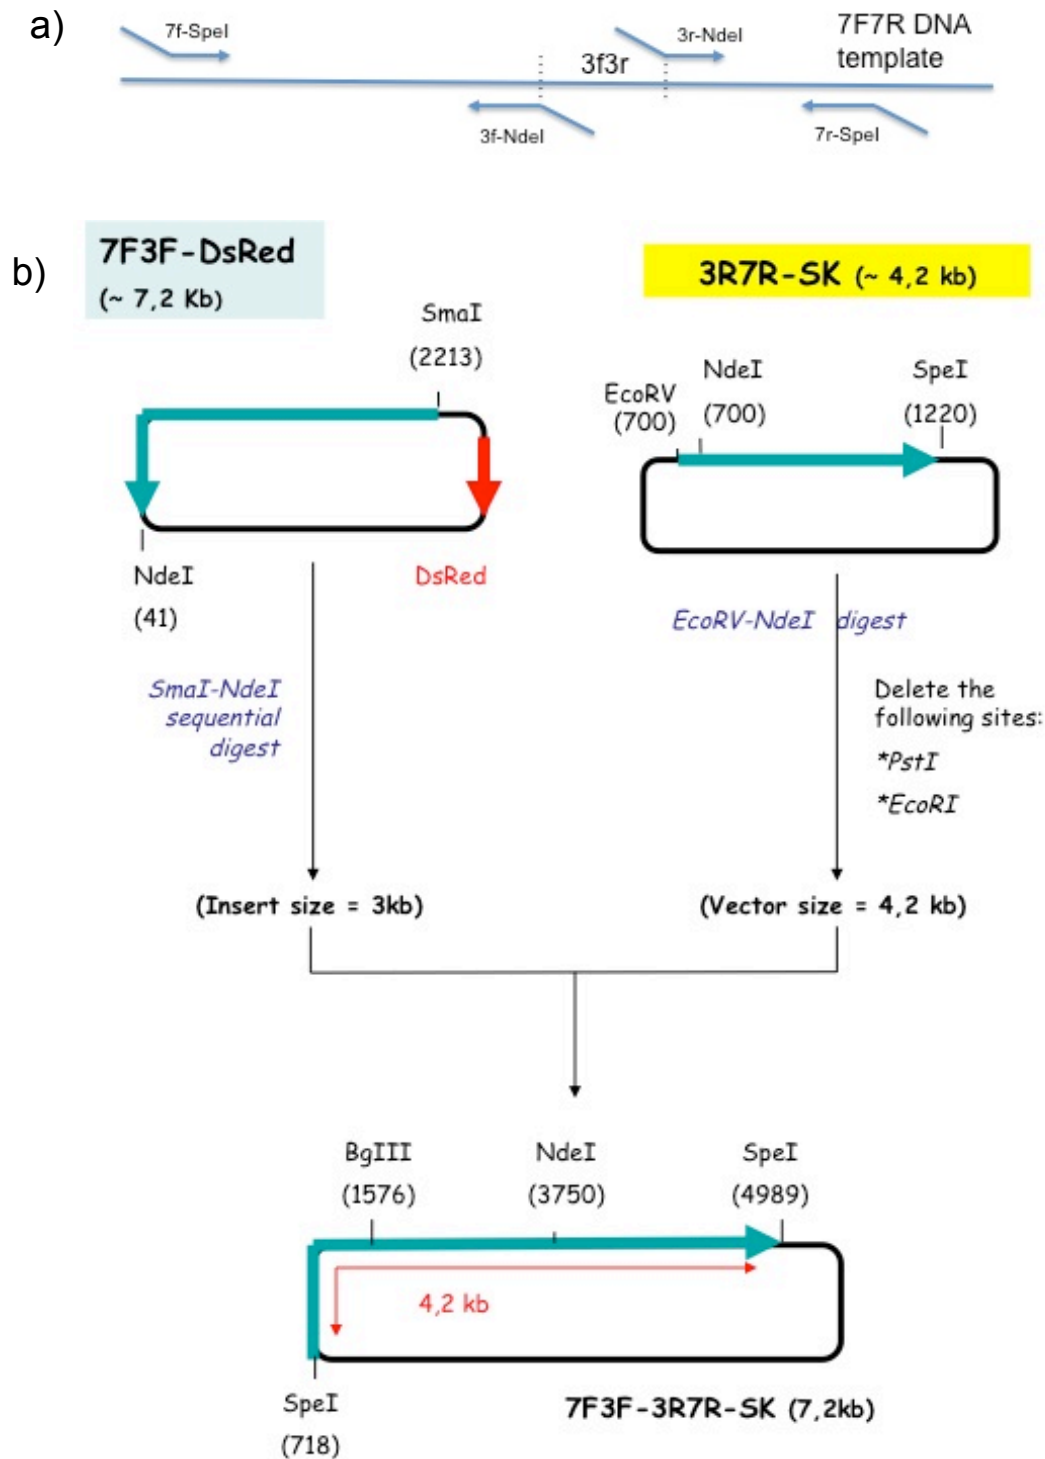 a)
7f-SpeI
3f3r
3r-NdeI
7F7R DNA
template
3f-NdeI
7r-SpeI
b)
7F3F-DsRed
(~ 7,2 Kb)
3R7R-SK (~ 4,2 kb)
SmaI
(2213)
NdeI
(41)
DsRed
EcoRV
(700)
NdeI
(700)
SpeI
(1220)
SmaI-NdeI
sequential
digest
EcoRV-NdeI digest
Delete the
following sites:
*PstI
*EcoRI
(Insert size = 3kb)
(Vector size = 4,2 kb)
BgIII
(1576)
NdeI
(3750)
SpeI
(4989)
4,2 kb
SpeI
(718)
7F3F-3R7R-SK (7,2kb)